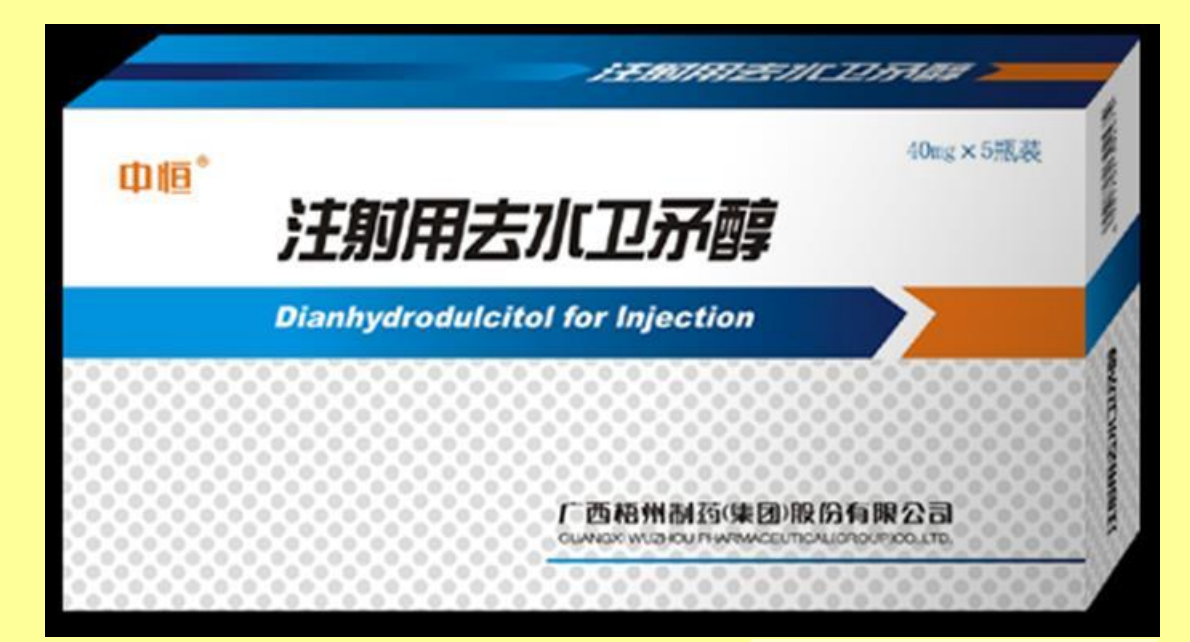 注射用去水卫矛醇
中恒®
40mg×5瓶装
注射用去水卫矛醇
Dianhydrodulcitol for Injection
广西梧州制药(集团)股份有限公司
GUANGXI WUZHOU PHARMACEUTICAL(GROUP)CO.,LTD.